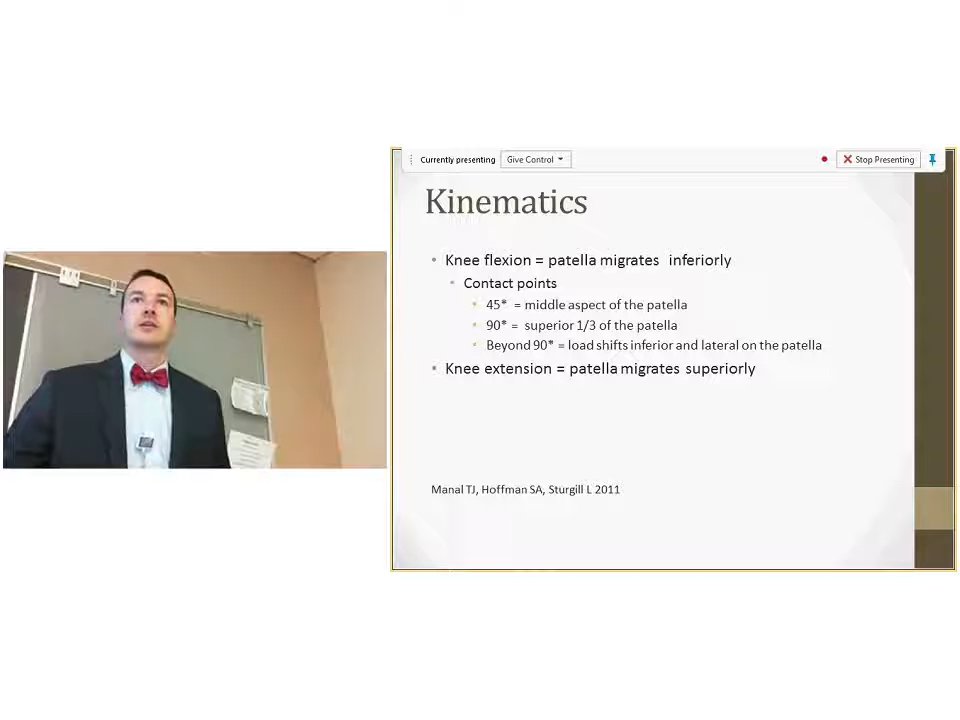 Currently presenting Give Control Stop Presenting
Kinematics
Knee flexion = patella migrates inferiorly
Contact points
45* = middle aspect of the patella
90* = superior 1/3 of the patella
Beyond 90* = load shifts inferior and lateral on the patella
Knee extension = patella migrates superiorly
Manal TJ, Hoffman SA, Sturgill L 2011